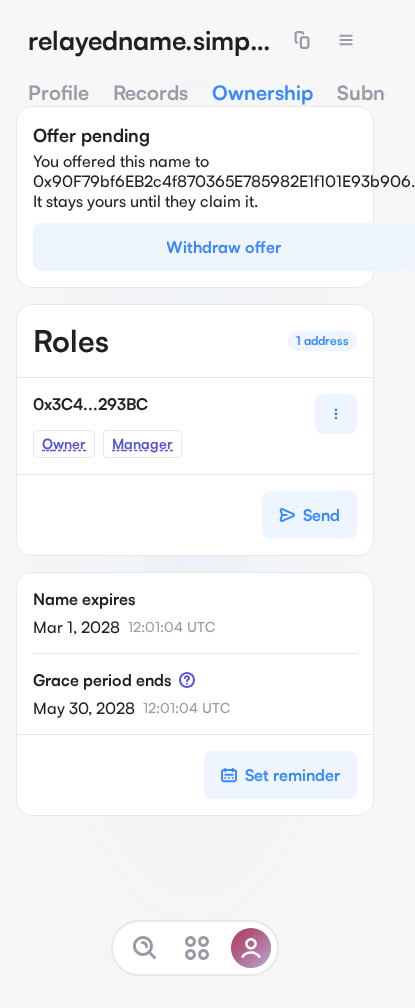 relayedname.simp...
Profile Records Ownership Subn
Offer pending
You offered this name to
0x90F79bf6EB2c4f870365E785982E1f101E93b906.
It stays yours until they claim it.
Withdraw offer
Roles
1 address
0x3C4...293BC
Owner Manager
Send
Name expires
Mar 1, 2028 12:01:04 UTC
Grace period ends
May 30, 2028 12:01:04 UTC
Set reminder